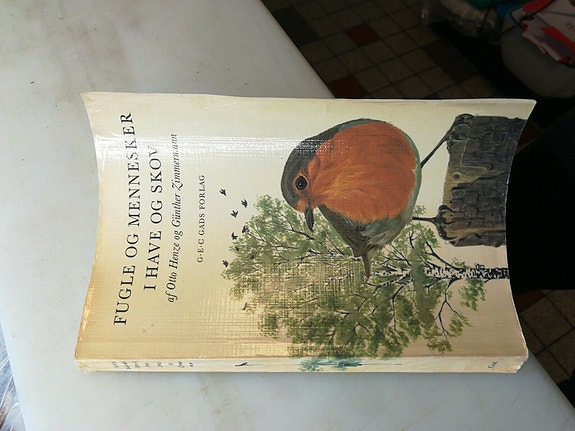 FUGLE OG MENNESKER
I HAVE OG SKOV
af Otto Henze og Günther Zimmermann
G·E·C GADS FORLAG